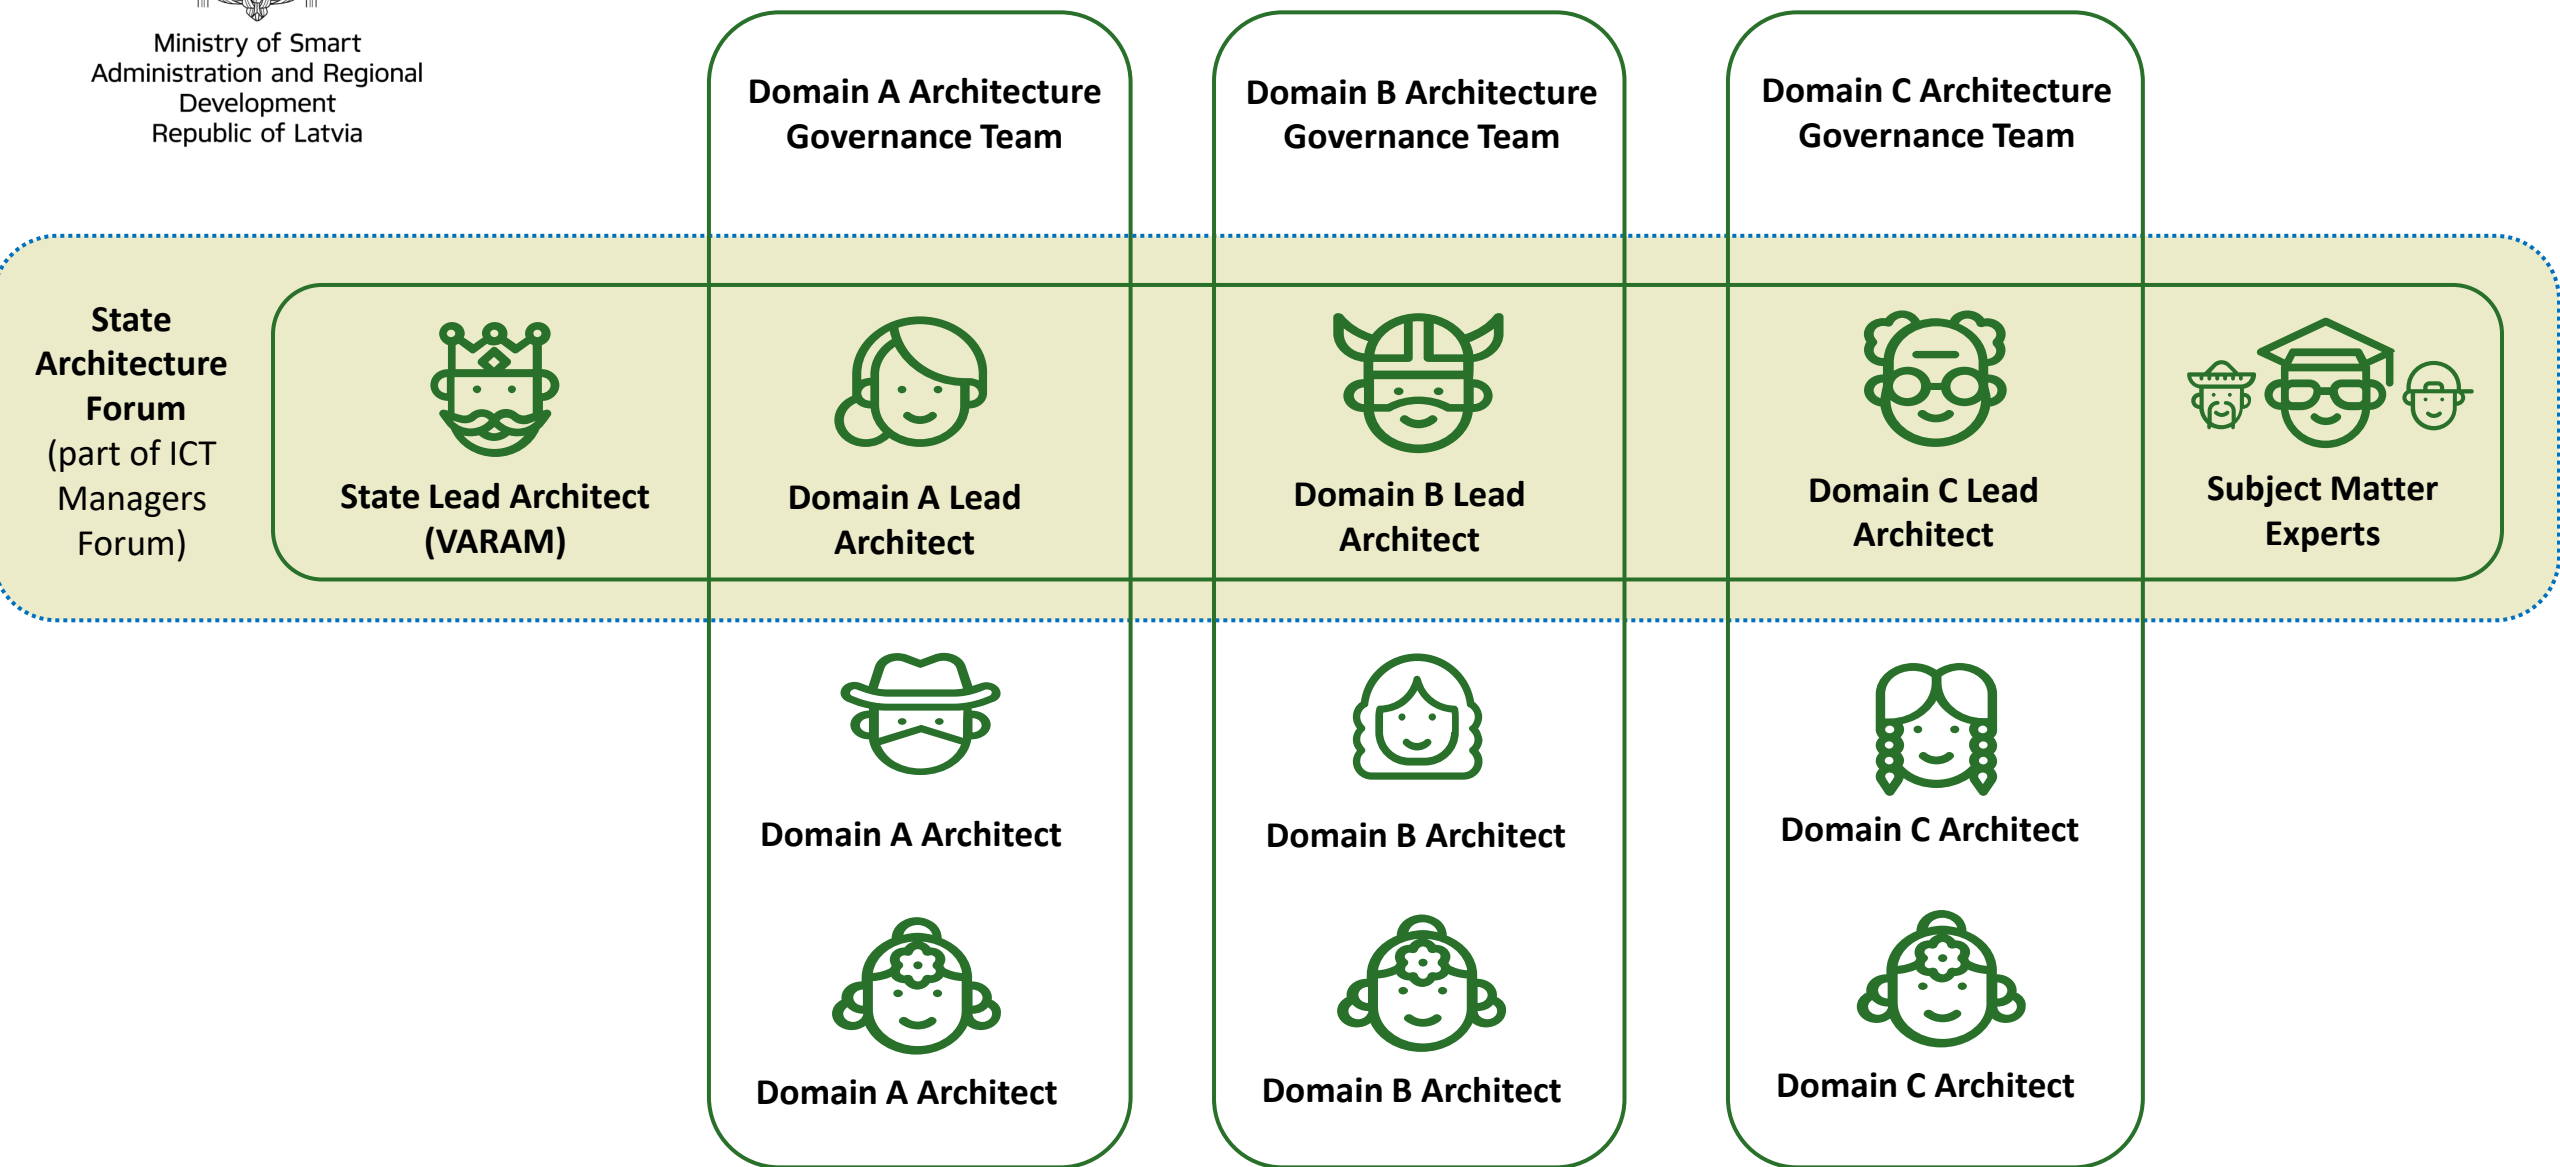 Ministry of Smart
Administration and Regional
Development
Republic of Latvia
Domain A Architecture
Governance Team
Domain B Architecture
Governance Team
Domain C Architecture
Governance Team
State
Architecture
Forum
(part of ICT
Managers
Forum)
State Lead Architect
(VARAM)
Domain A Lead
Architect
Domain B Lead
Architect
Domain C Lead
Architect
Subject Matter
Experts
Domain A Architect
Domain B Architect
Domain C Architect
Domain A Architect
Domain B Architect
Domain C Architect